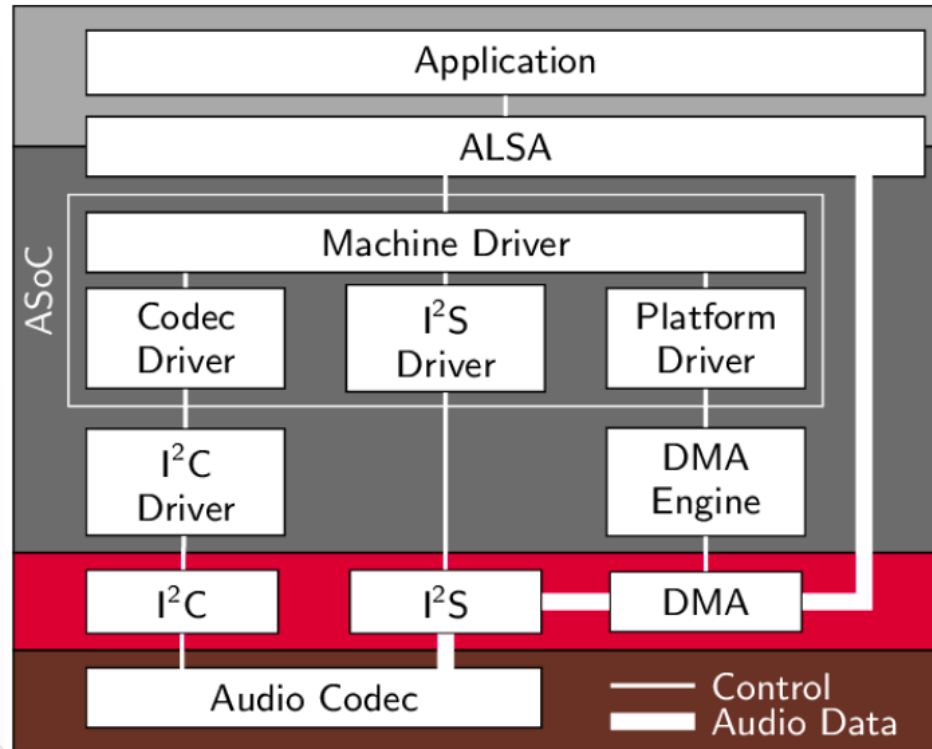 Application
ALSA
ASoC
Machine Driver
Codec
Driver
I²S
Driver
Platform
Driver
I²C
Driver
DMA
Engine
I²C
I²S
DMA
Audio Codec
Control
Audio Data